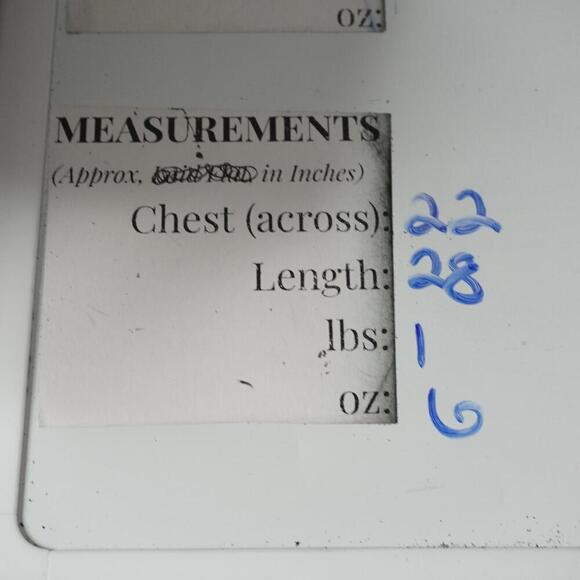 oz:
MEASUREMENTS
(Approx, in Inches)
Chest (across): 22
Length: 28
lbs: 1
oz: 6